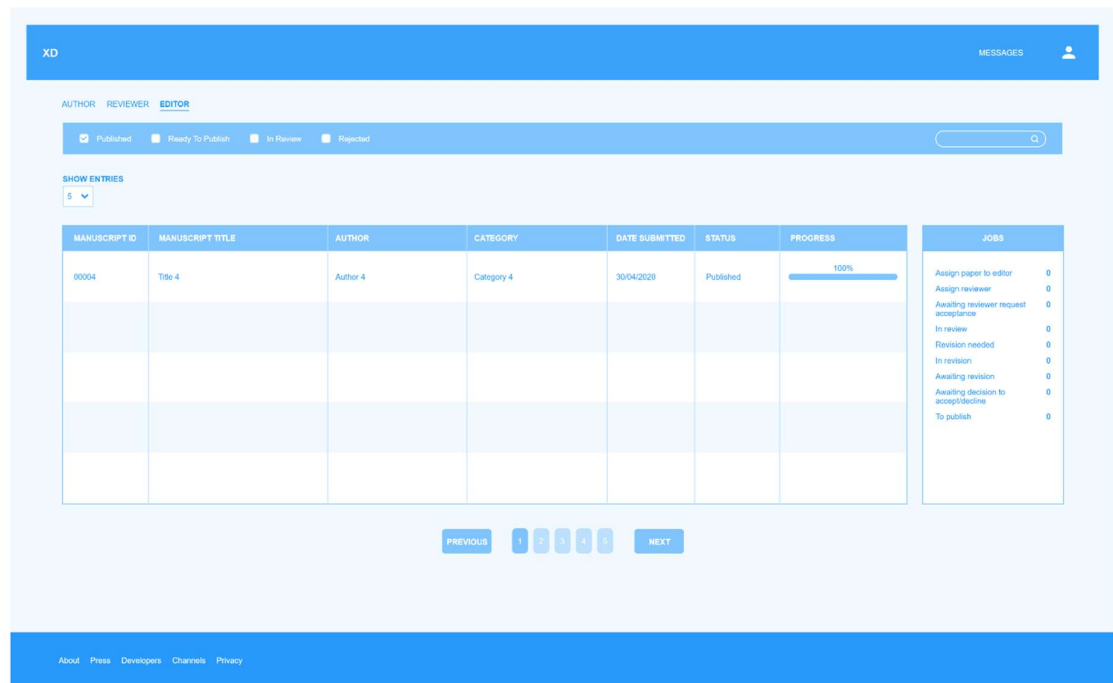 XD
MESSAGES
AUTHOR REVIEWER EDITOR
Published Ready To Publish In Review Rejected
SHOW ENTRIES
5
MANUSCRIPT ID MANUSCRIPT TITLE AUTHOR CATEGORY DATE SUBMITTED STATUS PROGRESS
00004 Title 4 Author 4 Category 4 30/04/2020 Published 100%
JOBS
Assign paper to editor 0
Assign reviewer 0
Awaiting reviewer request 0
acceptance
In review 0
Revision needed 0
In revision 0
Awaiting revision 0
Awaiting decision to 0
accept/decline
To publish 0
PREVIOUS 1 2 3 4 5 NEXT
About Press Developers Channels Privacy